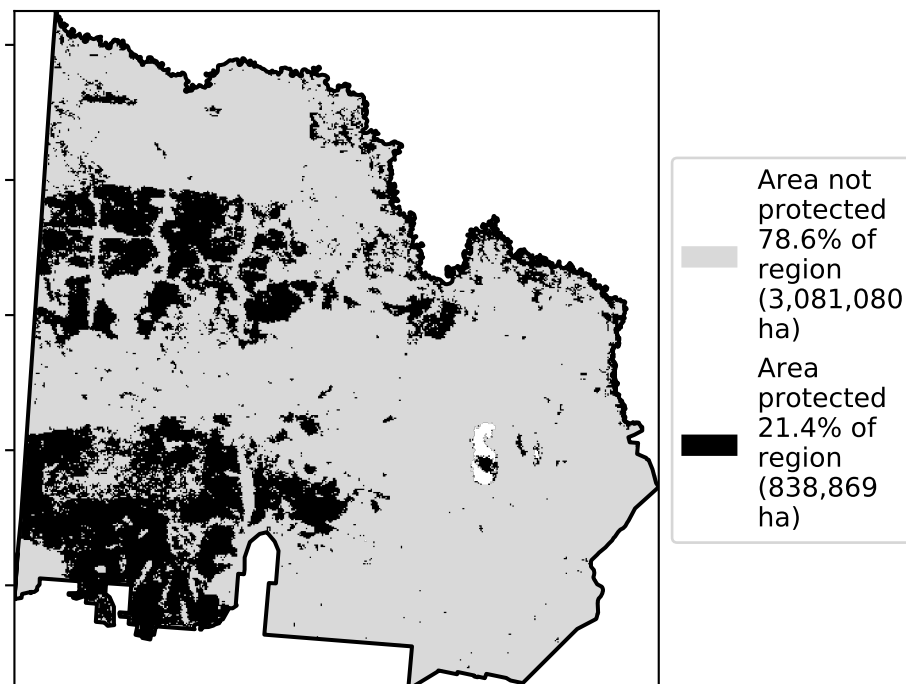 Area not
protected
78.6% of
region
(3,081,080
ha)
Area
protected
21.4% of
region
(838,869
ha)